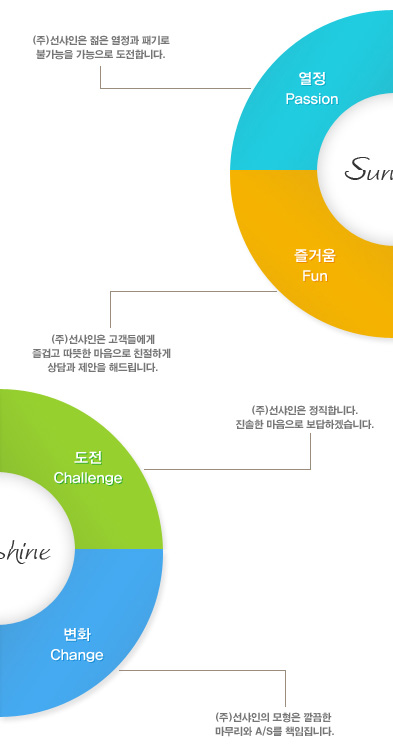 (주)선샤인은 젊은 열정과 패기로
불가능을 가능으로 도전합니다.
열정
Passion
Sun
즐거움
Fun
(주)선샤인은 고객들에게
즐겁고 따뜻한 마음으로 친절하게
상담과 제안을 해드립니다.
(주)선샤인은 정직합니다.
진솔한 마음으로 보답하겠습니다.
도전
Challenge
shine
변화
Change
(주)선샤인의 모형은 깔끔한
마무리와 A/S를 책임집니다.